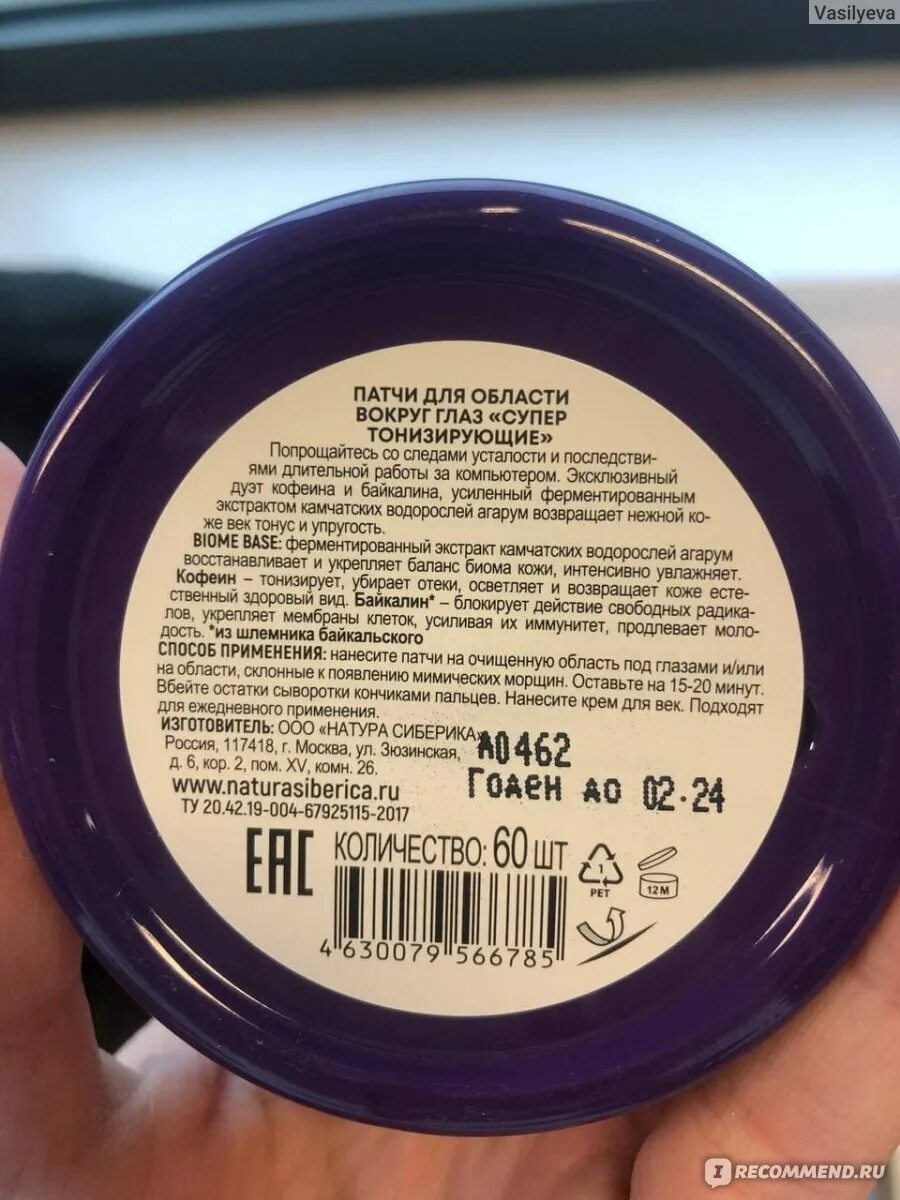 Vasilyeva
ПАТЧИ ДЛЯ ОБЛАСТИ
ВОКРУГ ГЛАЗ «СУПЕР
ТОНИЗИРУЮЩИЕ»
Попрощайтесь со следами усталости и последстви-
ями длительной работы за компьютером. Эксклюзивный
дуэт кофеина и байкалина, усиленный ферментированным
экстрактом камчатских водорослей агарум возвращает нежной ко-
же век тонус и упругость.
BIOME BASE: ферментированный экстракт камчатских водорослей агарум
восстанавливает и укрепляет баланс биома кожи, интенсивно увлажняет.
Кофеин – тонизирует, убирает отеки, осветляет и возвращает коже есте-
ственный здоровый вид. Байкалин* – блокирует действие свободных радика-
лов, укрепляет мембраны клеток, усиливая их иммунитет, продлевает моло-
дость. *из шлемника байкальского
СПОСОБ ПРИМЕНЕНИЯ: нанесите патчи на очищенную область под глазами и/или
на области, склонные к появлению мимических морщин. Оставьте на 15-20 минут.
Вбейте остатки сыворотки кончиками пальцев. Нанесите крем для век. Подходят
для ежедневного применения.
ИЗГОТОВИТЕЛЬ: ООО «НАТУРА СИБЕРИКА»
Россия, 117418, г. Москва, ул. Зюзинская,
д. 6, кор. 2, пом. XV, комн. 26.
А0462
Годен до 02.24
www.naturasiberica.ru
ТУ 20.42.19-004-67925115-2017
EAC
КОЛИЧЕСТВО: 60 ШТ
1
PET
12M
4 630079 566785
IRECOMMEND.RU